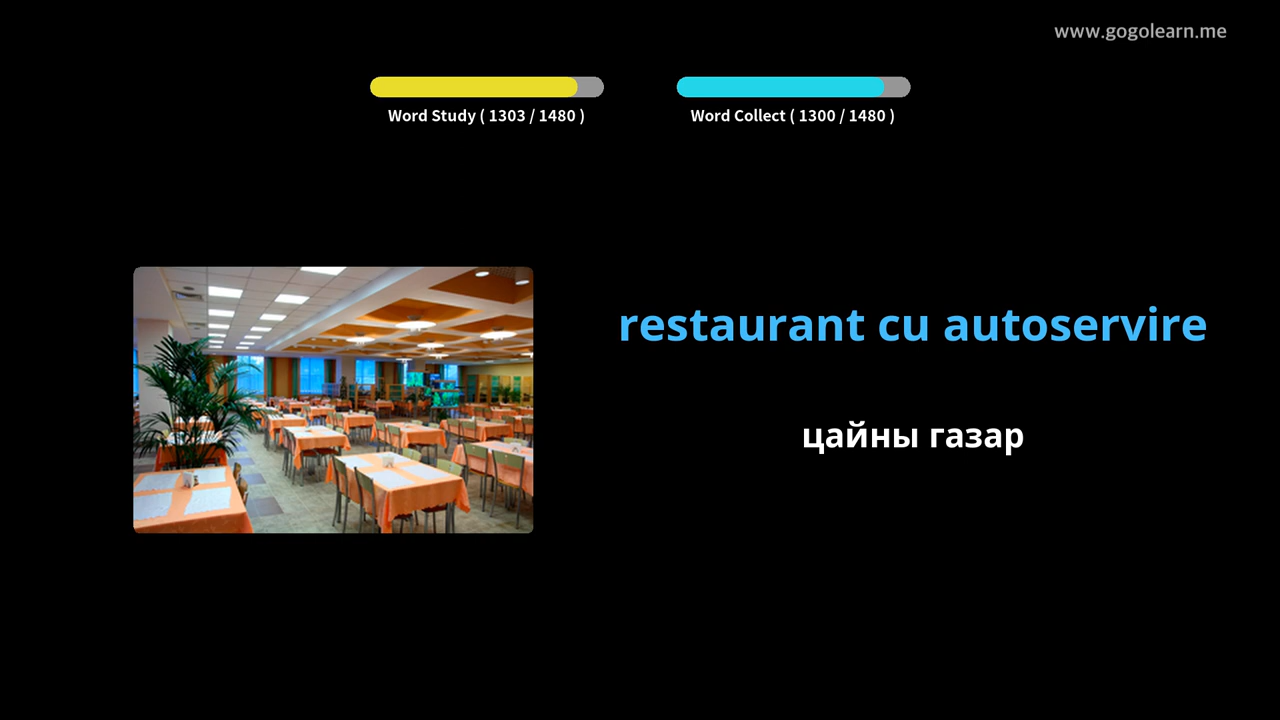 www.gogolearn.me
Word Study ( 1303 / 1480 )
Word Collect ( 1300 / 1480 )
restaurant cu autoservire
цайны газар